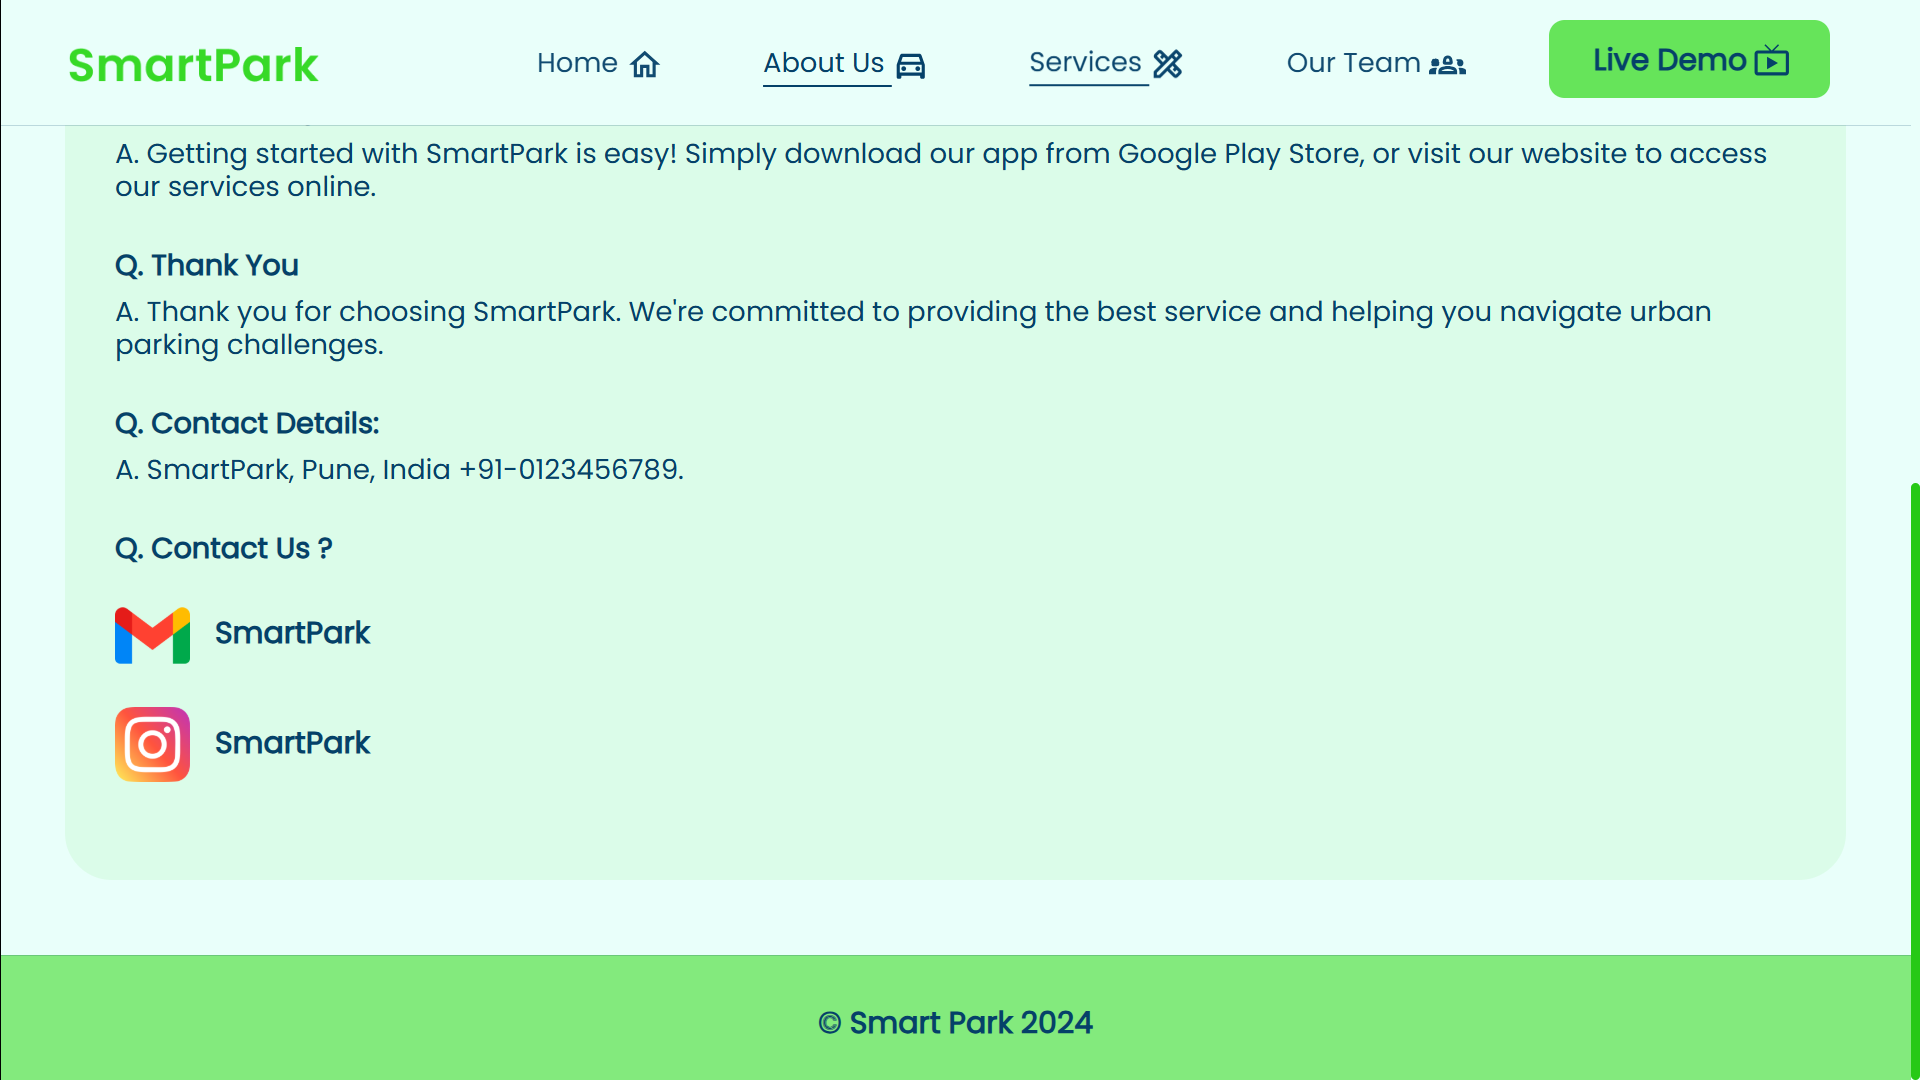 SmartPark
Home
About Us
Services
Our Team
Live Demo
A. Getting started with SmartPark is easy! Simply download our app from Google Play Store, or visit our website to access
our services online.
Q. Thank You
A. Thank you for choosing SmartPark. We're committed to providing the best service and helping you navigate urban
parking challenges.
Q. Contact Details:
A. SmartPark, Pune, India +91-0123456789.
Q. Contact Us ?
SmartPark
SmartPark
© Smart Park 2024